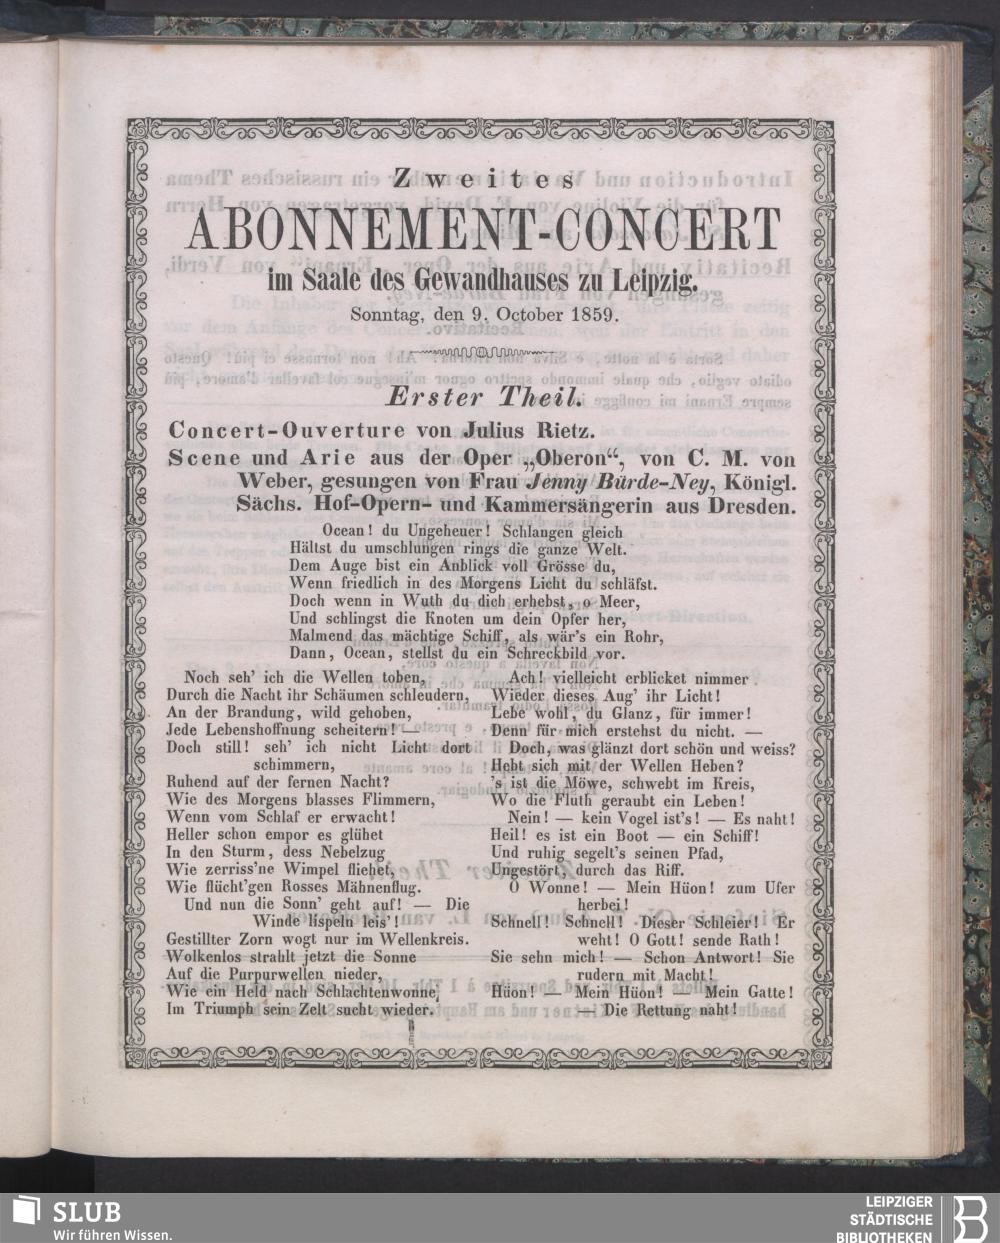 Zweites
ABONNEMENT-CONCERT
im Saale des Gewandhauses zu Leipzig.
Sonntag, den 9. October 1859.
Erster Theil.
Concert-Ouverture von Julius Rietz.
Scene und Arie aus der Oper „Oberon“, von C. M. von
Weber, gesungen von Frau Jenny Bürde-Ney, Königl.
Sächs. Hof-Opern- und Kammersängerin aus Dresden.
Ocean! du Ungeheuer! Schlangen gleich
Hältst du umschlungen rings die ganze Welt.
Dem Auge bist ein Anblick voll Grösse du,
Wenn friedlich in des Morgens Licht du schläfst.
Doch wenn in Wuth du dich erhebst, o Meer,
Und schlingst die Knoten um dein Opfer her,
Malmend das mächtige Schiff, als wär's ein Rohr,
Dann, Ocean, stellst du ein Schreckbild vor.
Noch seh' ich die Wellen toben,
Durch die Nacht ihr Schäumen schleudern,
An der Brandung, wild gehoben,
Jede Lebenshoffnung scheitern! —
Doch still! seh' ich nicht Licht dort
schimmern,
Ruhend auf der fernen Nacht?
Wie des Morgens blasses Flimmern,
Wenn vom Schlaf er erwacht!
Heller schon empor es glühet
In den Sturm, dess Nebelzug
Wie zerriss'ne Wimpel fliehet,
Wie flücht'gen Rosses Mähnenflug.
Und nun die Sonn' geht auf! — Die
Winde lispeln leis'!
Gestillter Zorn wogt nur im Wellenkreis.
Wolkenlos strahlt jetzt die Sonne
Auf die Purpurwellen nieder,
Wie ein Held nach Schlachtenwonne,
Im Triumph sein Zelt sucht wieder.
Ach! vielleicht erblicket nimmer
Wieder dieses Aug' ihr Licht!
Lebe wohl, du Glanz, für immer!
Denn für mich erstehst du nicht. —
Doch, was glänzt dort schön und weiss?
Hebt sich mit der Wellen Heben?
's ist die Möwe, schwebt im Kreis,
Wo die Fluth geraubt ein Leben!
Nein! — kein Vogel ist's! — Es naht!
Heil! es ist ein Boot — ein Schiff!
Und ruhig segelt's seinen Pfad,
Ungestört, durch das Riff.
O Wonne! — Mein Hüon! zum Ufer
herbei!
Schnell! Schnell! Dieser Schleier! Er
weht! O Gott! sende Rath!
Sie sehn mich! — Schon Antwort! Sie
rudern mit Macht!
Hüon! — Mein Hüon! — Mein Gatte!
— Die Rettung naht!
SLUB
Wir führen Wissen.
LEIPZIGER
STÄDTISCHE
BIBLIOTHEKEN